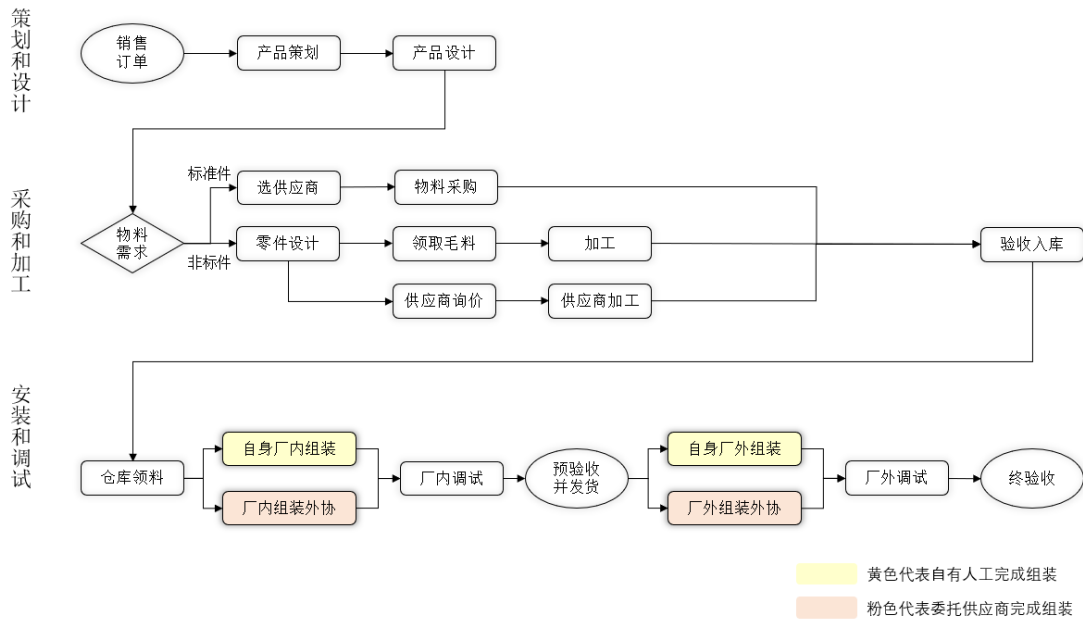 策划和设计
销售
订单
产品策划
产品设计
采购和加工
物料
需求
标准件
非标件
选供应商
物料采购
零件设计
领取毛料
加工
供应商询价
供应商加工
验收入库
安装和调试
仓库领料
自身厂内组装
厂内组装外协
厂内调试
预验收
并发货
自身厂外组装
厂外组装外协
厂外调试
终验收
黄色代表自有人工完成组装
粉色代表委托供应商完成组装